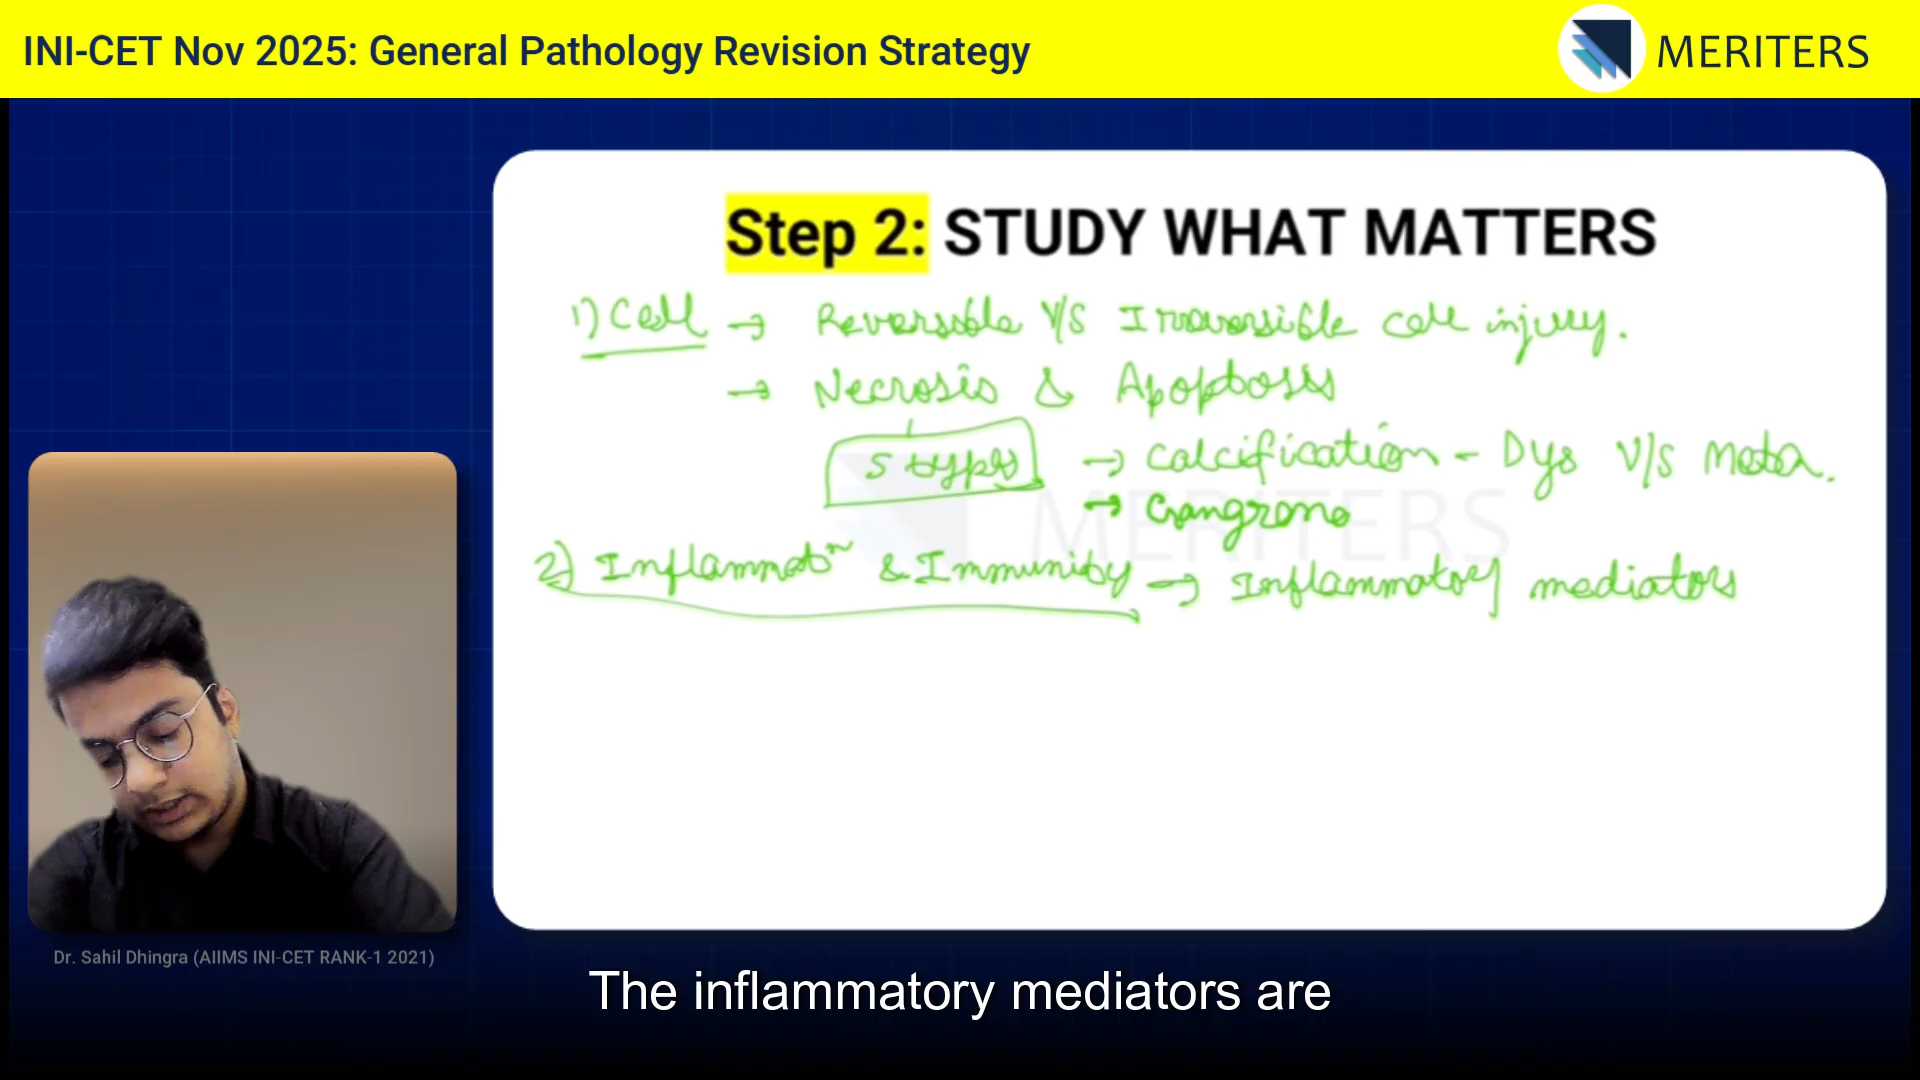 INI-CET Nov 2025: General Pathology Revision Strategy
MERITERS
Step 2: STUDY WHAT MATTERS
1) Cell → Reversible V/S Irreversible cell injury.
→ Necrosis & Apoptosis
5 types → Calcification - Dys V/S Meta.
→ Gangrene
2) Inflammatⁿ & Immunity → Inflammatory mediators
MERITERS
Dr. Sahil Dhingra (AIIMS INI-CET RANK-1 2021)
The inflammatory mediators are